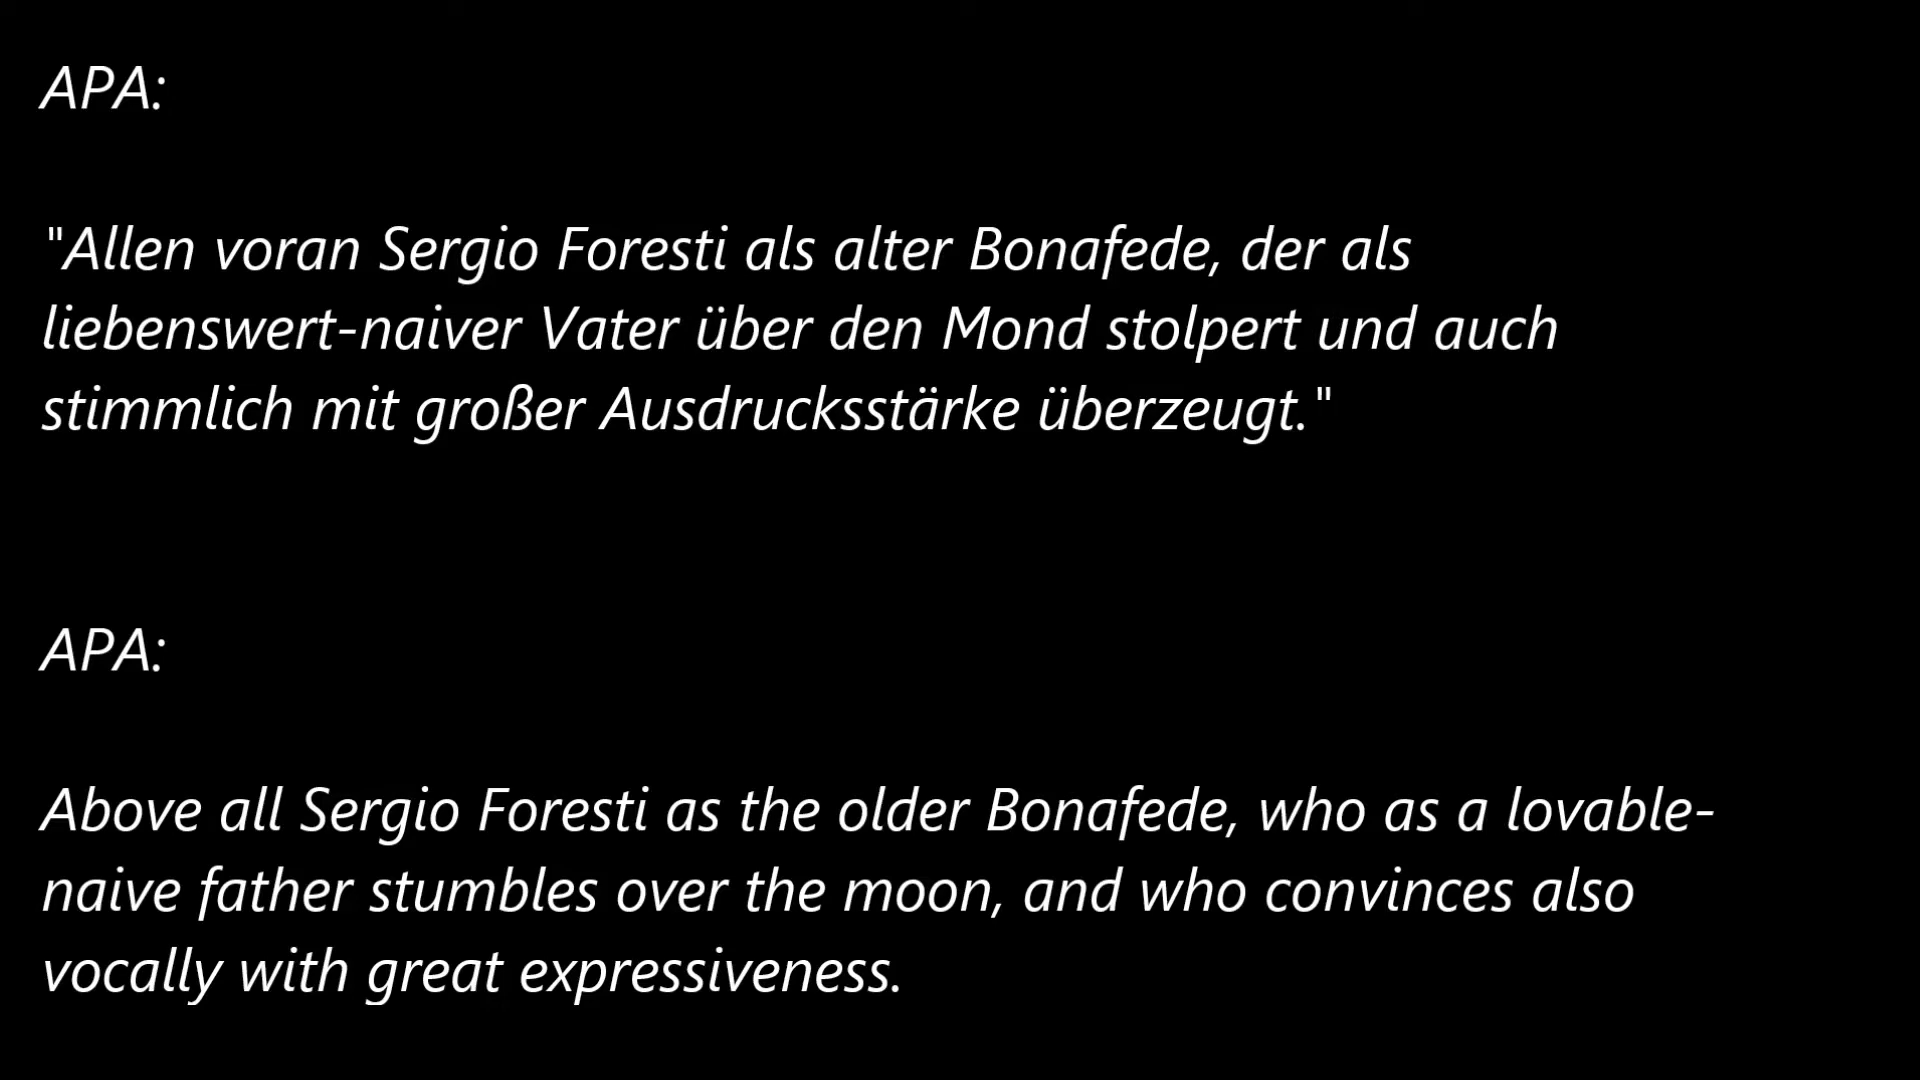 APA:
"Allen voran Sergio Foresti als alter Bonafede, der als
liebenswert-naiver Vater über den Mond stolpert und auch
stimmlich mit großer Ausdrucksstärke überzeugt."
APA:
Above all Sergio Foresti as the older Bonafede, who as a lovable-
naive father stumbles over the moon, and who convinces also
vocally with great expressiveness.